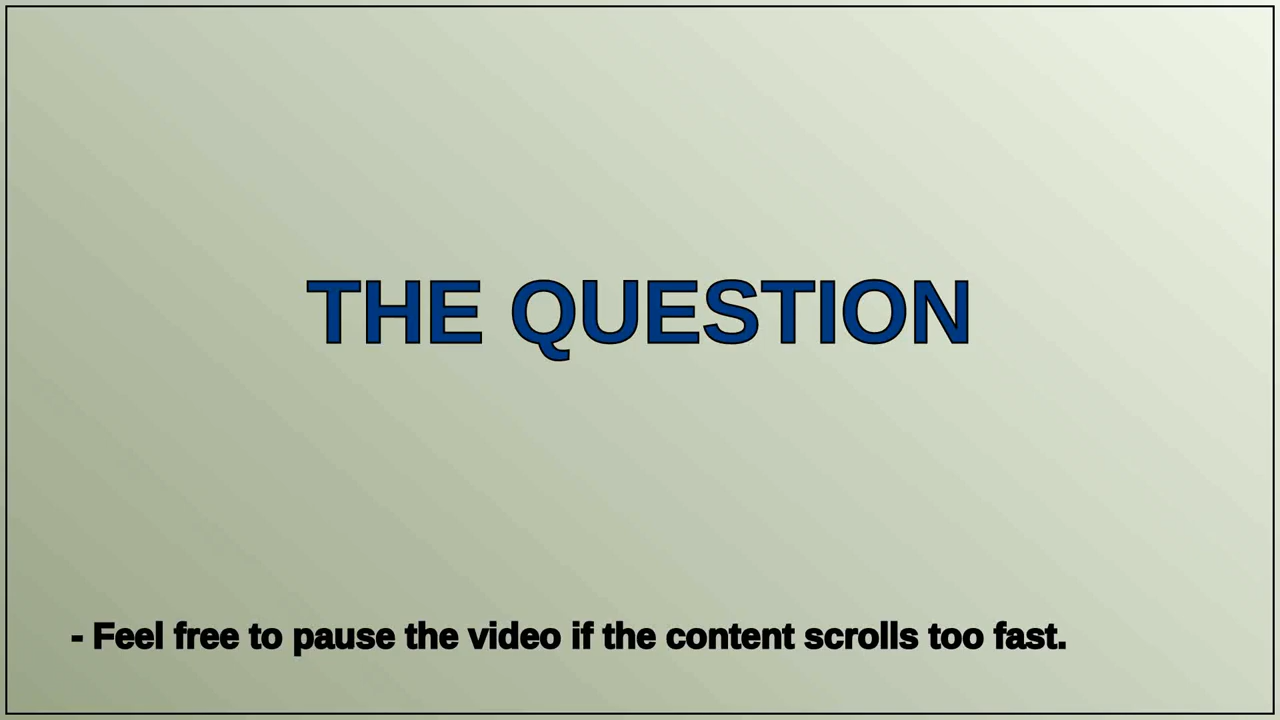 THE QUESTION
- Feel free to pause the video if the content scrolls too fast.